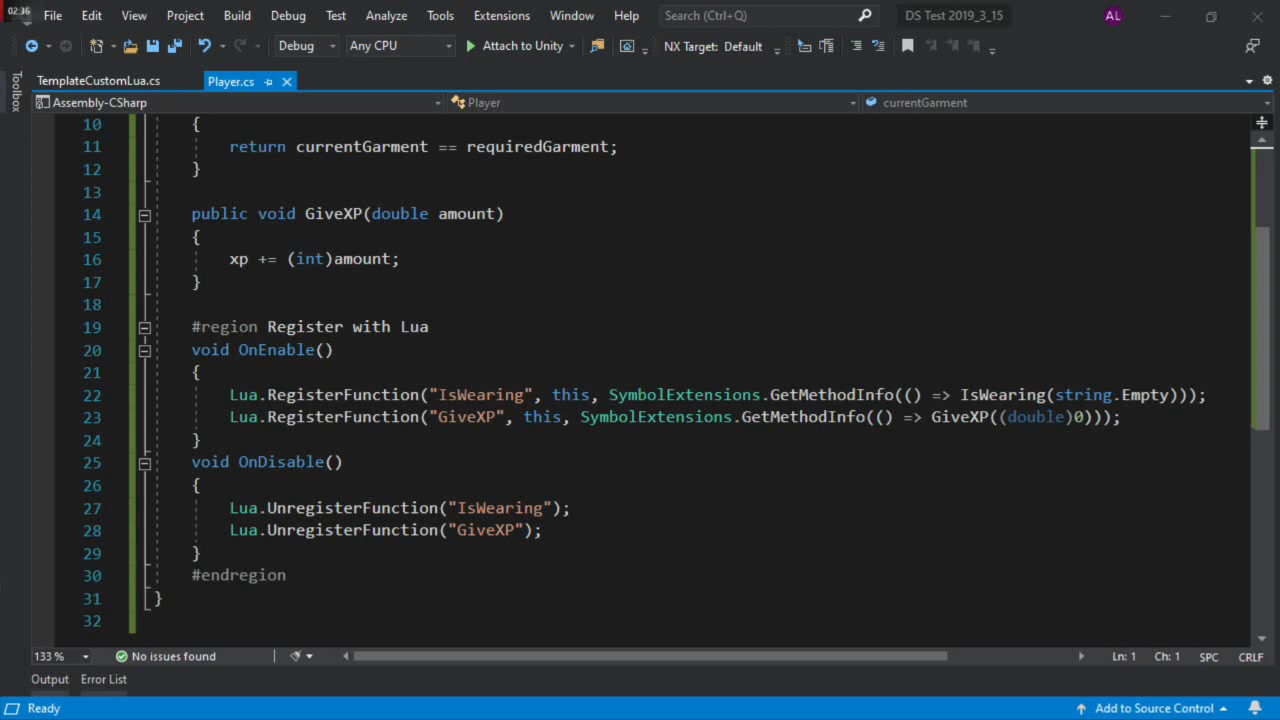 02:36 File Edit View Project Build Debug Test Analyze Tools Extensions Window Help Search (Ctrl+Q) DS Test 2019_3_15 AL
Debug Any CPU Attach to Unity NX Target: Default
Toolbox
TemplateCustomLua.cs Player.cs
Assembly-CSharp Player currentGarment
10 {
11 return currentGarment == requiredGarment;
12 }
13
14 public void GiveXP(double amount)
15 {
16 xp += (int)amount;
17 }
18
19 #region Register with Lua
20 void OnEnable()
21 {
22 Lua.RegisterFunction("IsWearing", this, SymbolExtensions.GetMethodInfo(() => IsWearing(string.Empty)));
23 Lua.RegisterFunction("GiveXP", this, SymbolExtensions.GetMethodInfo(() => GiveXP((double)0)));
24 }
25 void OnDisable()
26 {
27 Lua.UnregisterFunction("IsWearing");
28 Lua.UnregisterFunction("GiveXP");
29 }
30 #endregion
31 }
32
133 % No issues found Ln: 1 Ch: 1 SPC CRLF
Output Error List
Ready Add to Source Control